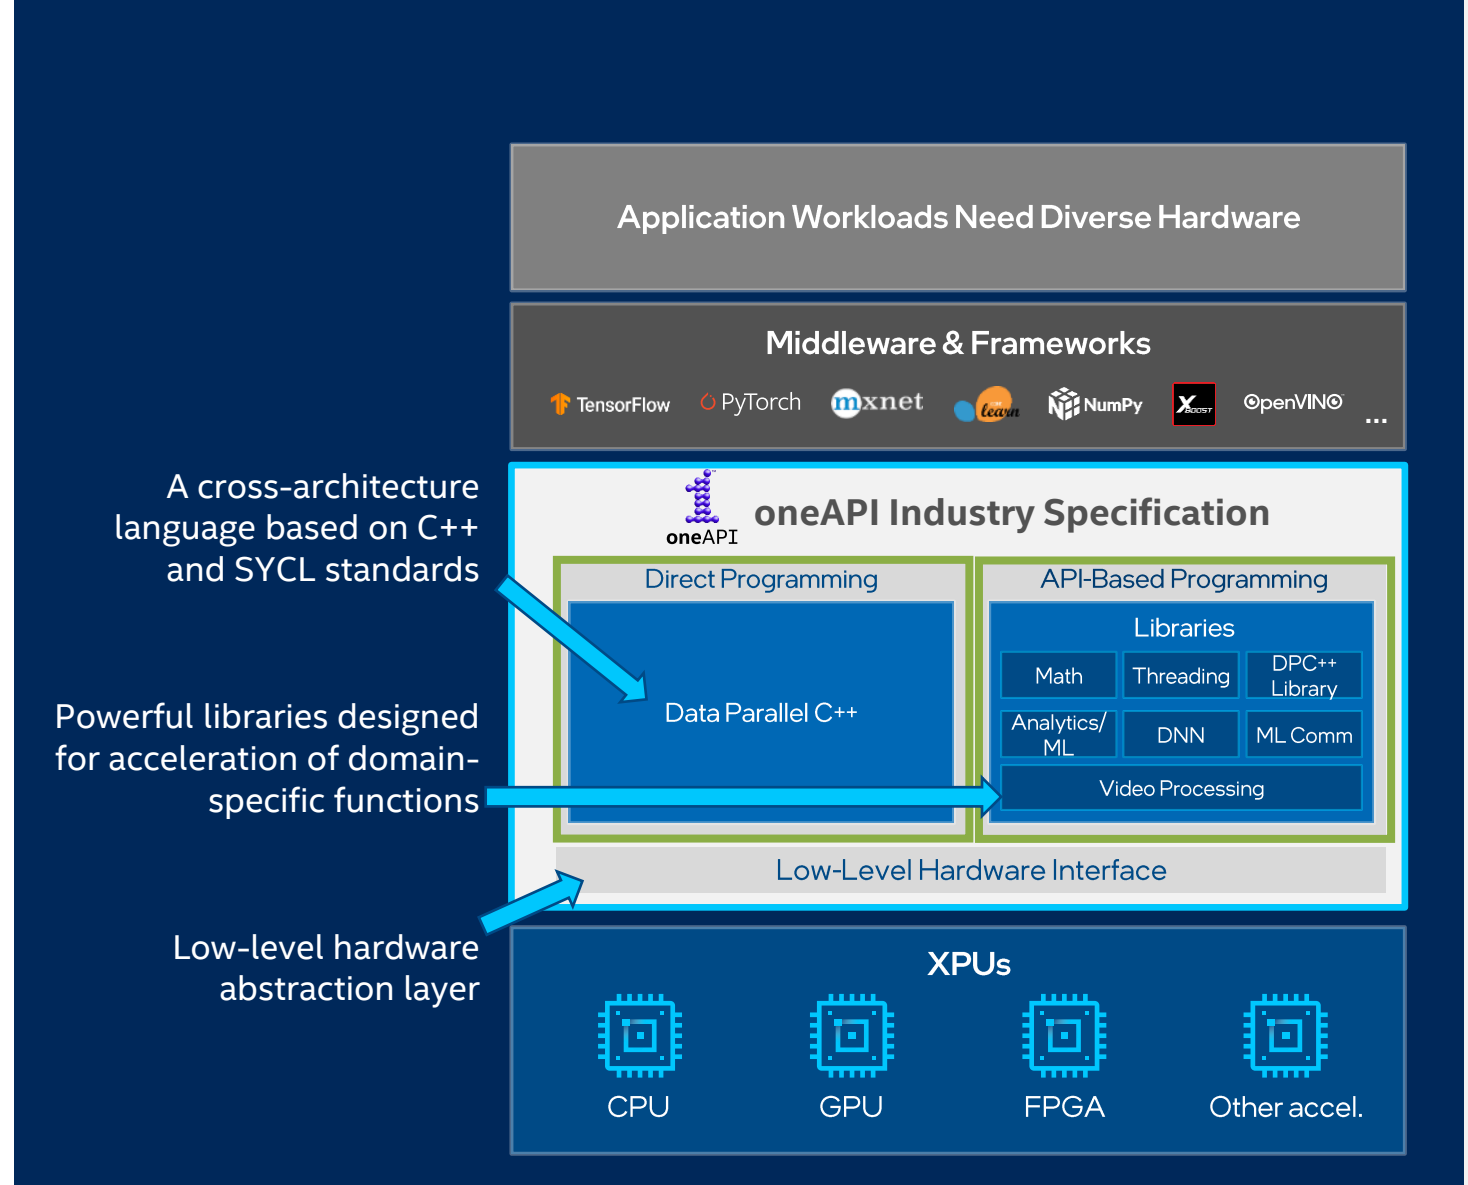 Application Workloads Need Diverse Hardware
Middleware & Frameworks
TensorFlow
PyTorch
mxnet
learn
NumPy
XBOOST
OpenVINO
...
A cross-architecture
language based on C++
and SYCL standards
oneAPI
oneAPI Industry Specification
Direct Programming
Data Parallel C++
API-Based Programming
Libraries
Math
Threading
DPC++
Library
Analytics/
ML
DNN
ML Comm
Video Processing
Powerful libraries designed
for acceleration of domain-
specific functions
Low-Level Hardware Interface
Low-level hardware
abstraction layer
XPUs
CPU
GPU
FPGA
Other accel.